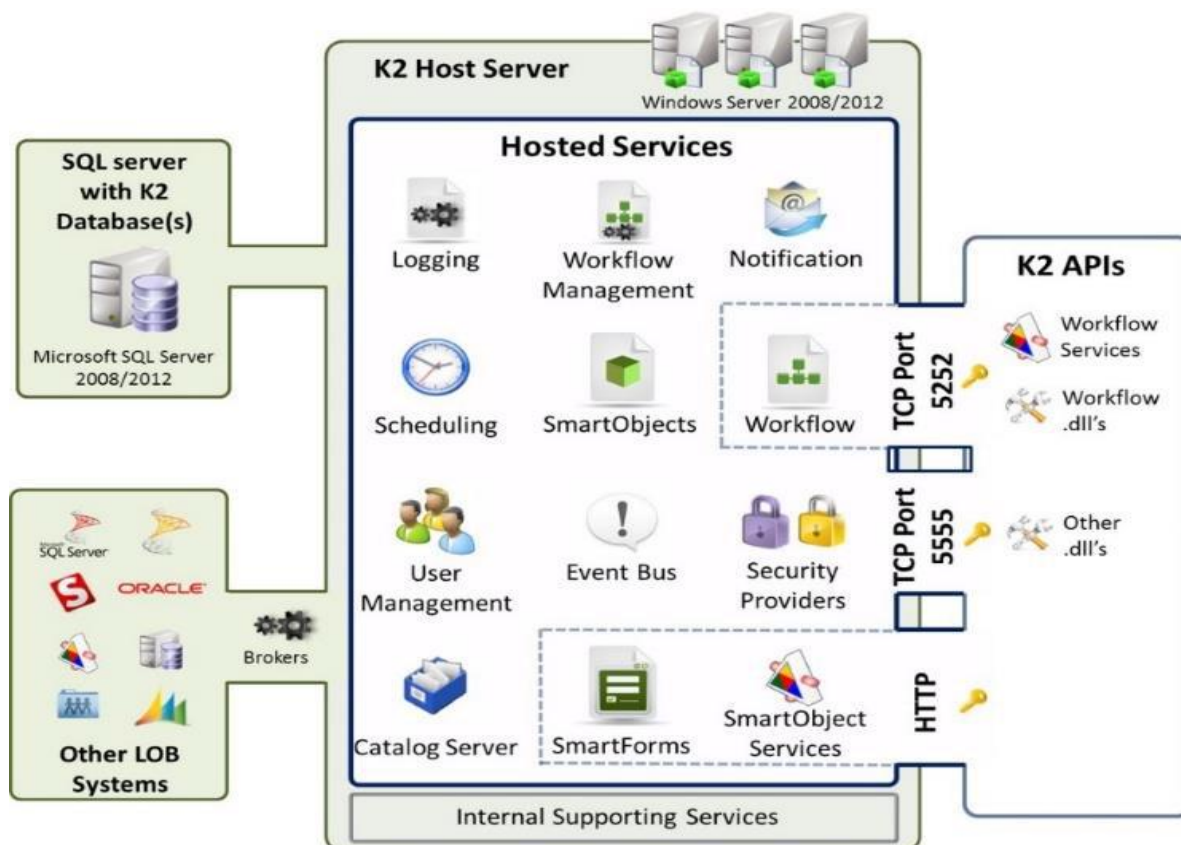 K2 Host Server
Windows Server 2008/2012
Hosted Services
SQL server
with K2
Database(s)
Microsoft SQL Server
2008/2012
Logging
Workflow
Management
Notification
Scheduling
SmartObjects
Workflow
User
Management
Event Bus
Security
Providers
Catalog Server
SmartForms
SmartObject
Services
Internal Supporting Services
Microsoft
SQL Server
ORACLE
Other LOB
Systems
Brokers
TCP Port
5252
TCP Port
5555
HTTP
K2 APIs
Workflow
Services
Workflow
.dll's
Other
.dll's